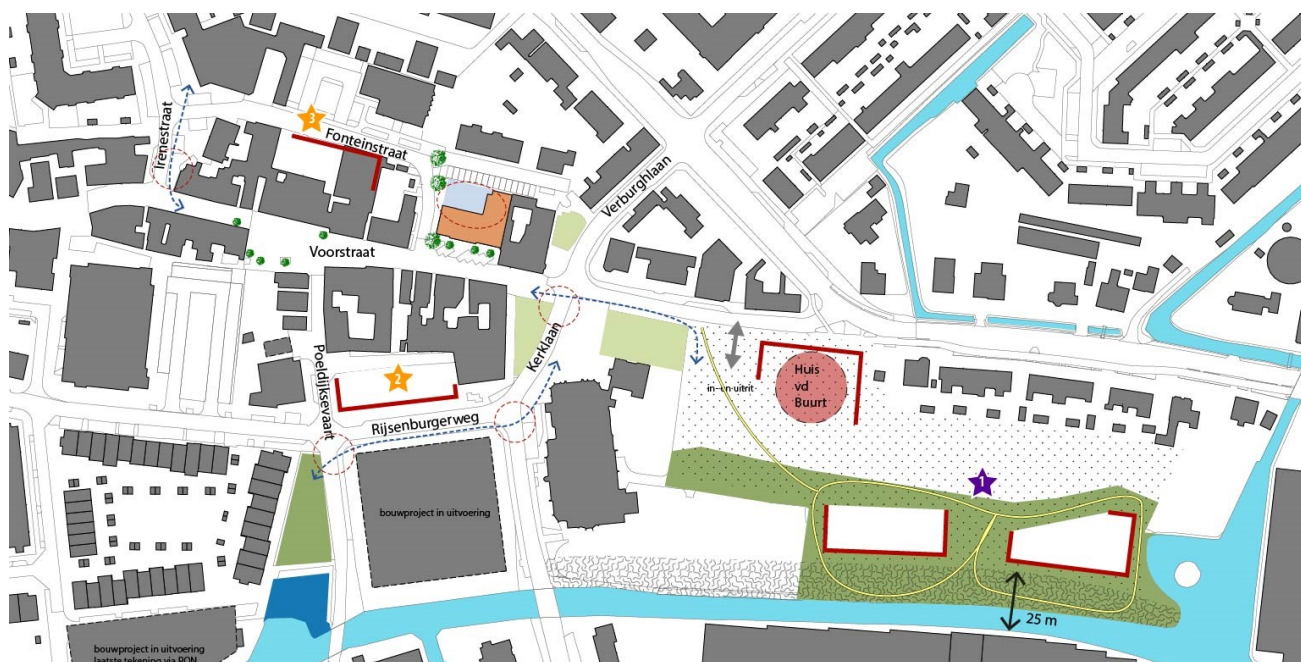 Irenestraat
3
Fonteinstraat
Verburghlaan
Voorstraat
Kerklaan
Poeldijksevaart
2
Rijsenburgerweg
in- en uitrit
Huis
vd
Buurt
1
bouwproject in uitvoering
25 m
bouwproject in uitvoering
laatste tekening via RON